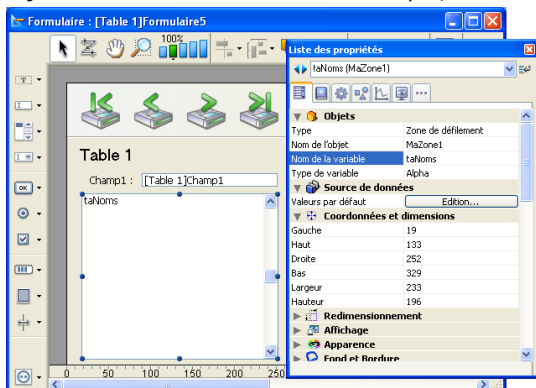 Formulaire : [Table 1]Formulaire5
100%
Liste des propriétés
taNoms (MaZone1)
Objets
Type Zone de défilement
Nom de l'objet MaZone1
Nom de la variable taNoms
Type de variable Alpha
Source de données
Valeurs par défaut Edition...
Coordonnées et dimensions
Gauche 19
Haut 133
Droite 252
Bas 329
Largeur 233
Hauteur 196
Redimensionnement
Affichage
Apparence
Fond et Bordure
Table 1
Champ1 : [Table 1]Champ1
taNoms
OK
0 50 100 150 200 250